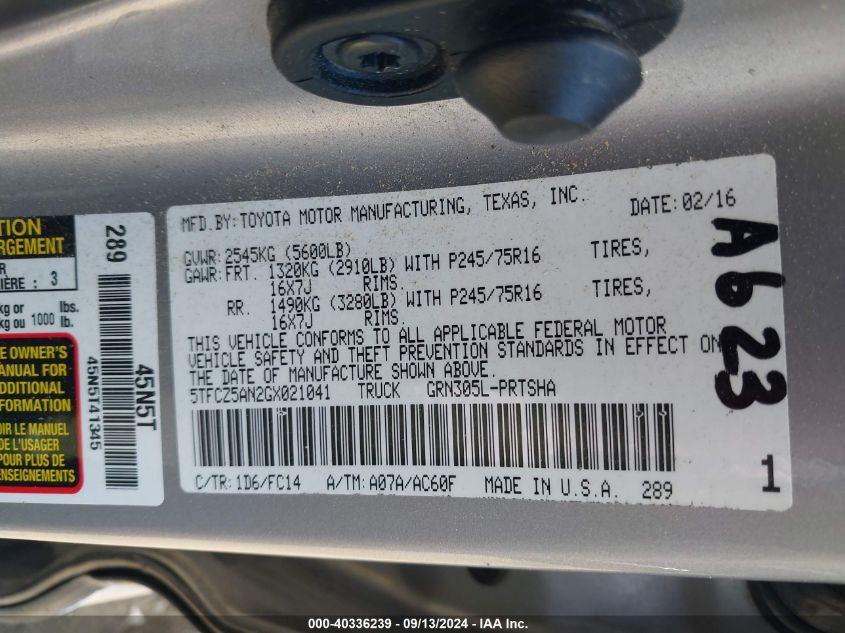 MFD.BY:TOYOTA MOTOR MANUFACTURING, TEXAS, INC. DATE:02/16
GVWR:2545KG (5600LB)
GAWR:FRT. 1320KG (2910LB) WITH P245/75R16 TIRES,
16X7J RIMS.
RR. 1490KG (3280LB) WITH P245/75R16 TIRES,
16X7J RIMS.
THIS VEHICLE CONFORMS TO ALL APPLICABLE FEDERAL MOTOR
VEHICLE SAFETY AND THEFT PREVENTION STANDARDS IN EFFECT ON
THE DATE OF MANUFACTURE SHOWN ABOVE.
5TFCZ5AN2GX021041 TRUCK GRN305L-PRTSHA
C/TR:1D6/FC14 A/TM:A07A/AC60F MADE IN U.S.A. 289
1
Ab23
289
45N5T41345
45N5T
TION
RGEMENT
R
IÈRE : 3
kg or lbs.
kg ou 1000 lb.
E OWNER'S
MANUAL FOR
ADDITIONAL
FORMATION
OIR LE MANUEL
L'USAGER
POUR PLUS DE
ENSEIGNEMENTS
000-40336239 - 09/13/2024 - IAA Inc.